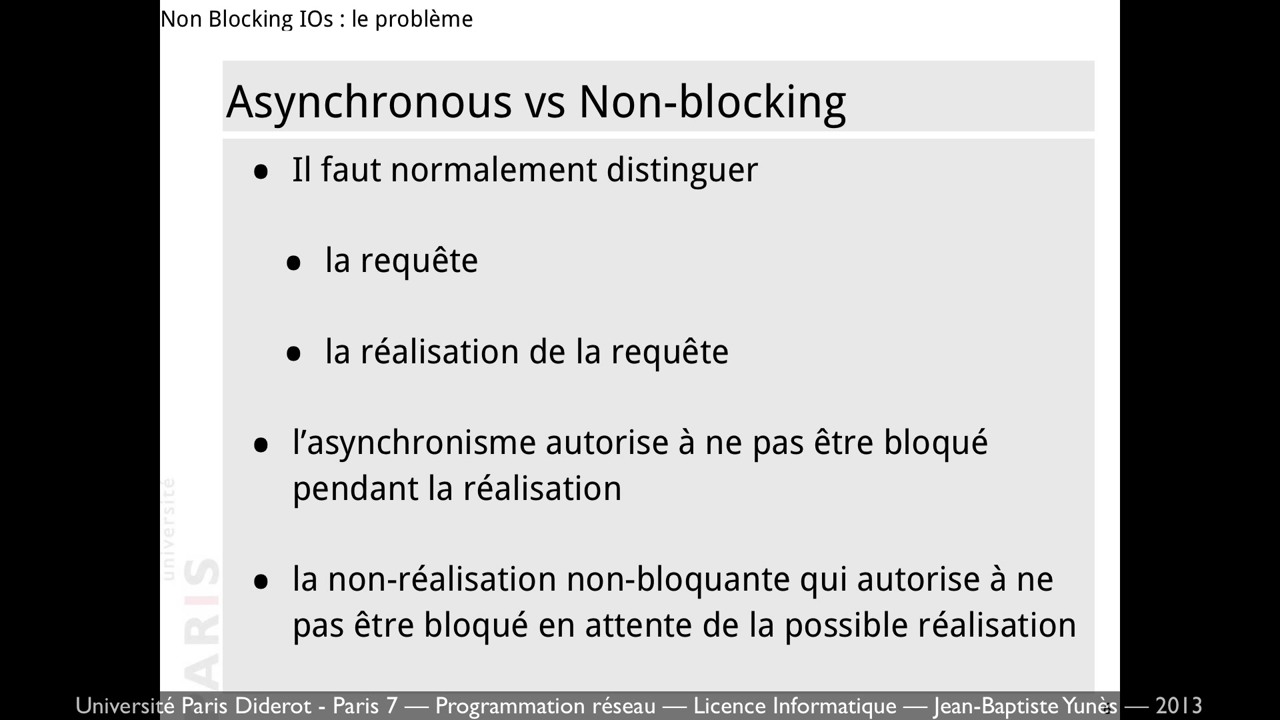 Non Blocking IOs : le problème
Asynchronous vs Non-blocking
• Il faut normalement distinguer
• la requête
• la réalisation de la requête
• l’asynchronisme autorise à ne pas être bloqué
pendant la réalisation
• la non-réalisation non-bloquante qui autorise à ne
pas être bloqué en attente de la possible réalisation
université
PARIS
Université Paris Diderot - Paris 7 — Programmation réseau — Licence Informatique — Jean-Baptiste Yunès — 2013